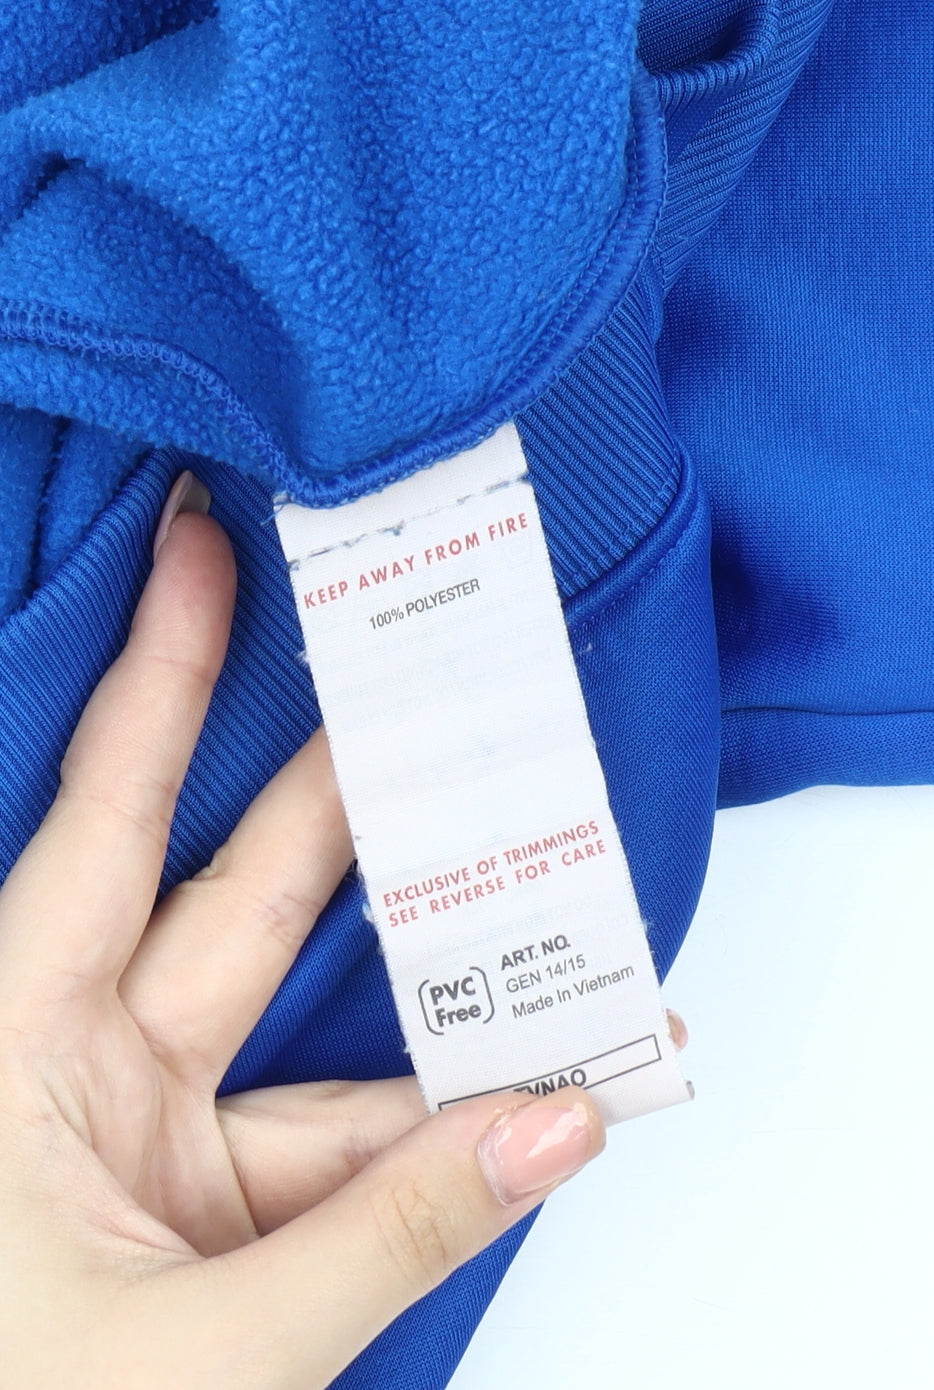 KEEP AWAY FROM FIRE
100% POLYESTER
EXCLUSIVE OF TRIMMINGS
SEE REVERSE FOR CARE
PVC
Free
ART. NO.
GEN 14/15
Made In Vietnam